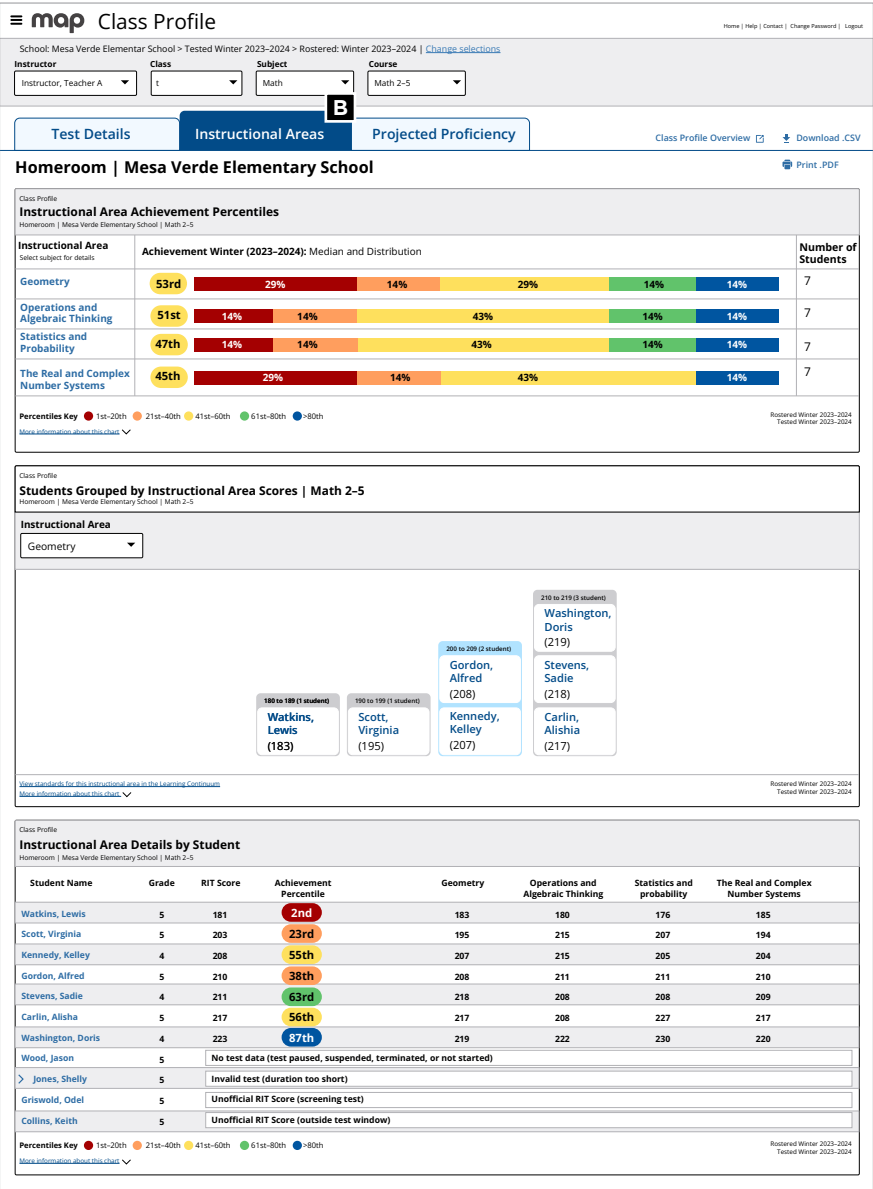 ≡ map Class Profile
Home | Help | Contact | Change Password | Logout
School: Mesa Verde Elementar School > Tested Winter 2023–2024 > Rostered: Winter 2023–2024 | Change selections
Instructor Class Subject Course
Instructor, Teacher A t Math Math 2–5
B
Test Details Instructional Areas Projected Proficiency
Class Profile Overview Download .CSV
Homeroom | Mesa Verde Elementary School
Print .PDF
Class Profile
Instructional Area Achievement Percentiles
Homeroom | Mesa Verde Elementary School | Math 2–5
Instructional Area
Select subject for details
Achievement Winter (2023–2024): Median and Distribution
Number of
Students
Geometry 53rd 29% 14% 29% 14% 14% 7
Operations and
Algebraic Thinking
51st 14% 14% 43% 14% 14% 7
Statistics and
Probability
47th 14% 14% 43% 14% 14% 7
The Real and Complex
Number Systems
45th 29% 14% 43% 14% 7
Percentiles Key 1st–20th 21st–40th 41st–60th 61st–80th >80th
More information about this chart
Rostered Winter 2023–2024
Tested Winter 2023–2024
Class Profile
Students Grouped by Instructional Area Scores | Math 2–5
Homeroom | Mesa Verde Elementary School | Math 2–5
Instructional Area
Geometry
180 to 189 (1 student)
Watkins,
Lewis
(183)
190 to 199 (1 student)
Scott,
Virginia
(195)
200 to 209 (2 student)
Gordon,
Alfred
(208)
Kennedy,
Kelley
(207)
210 to 219 (3 student)
Washington,
Doris
(219)
Stevens,
Sadie
(218)
Carlin,
Alishia
(217)
View standards for this instructional area in the Learning Continuum
More information about this chart
Rostered Winter 2023–2024
Tested Winter 2023–2024
Class Profile
Instructional Area Details by Student
Homeroom | Mesa Verde Elementary School | Math 2–5
Student Name Grade RIT Score Achievement
Percentile
Geometry Operations and
Algebraic Thinking
Statistics and
probability
The Real and Complex
Number Systems
Watkins, Lewis 5 181 2nd 183 180 176 185
Scott, Virginia 5 203 23rd 195 215 207 194
Kennedy, Kelley 4 208 55th 207 215 205 204
Gordon, Alfred 5 210 38th 208 211 211 210
Stevens, Sadie 4 211 63rd 218 208 208 209
Carlin, Alisha 5 217 56th 217 208 227 217
Washington, Doris 4 223 87th 219 222 230 220
Wood, Jason 5 No test data (test paused, suspended, terminated, or not started)
Jones, Shelly 5 Invalid test (duration too short)
Griswold, Odel 5 Unofficial RIT Score (screening test)
Collins, Keith 5 Unofficial RIT Score (outside test window)
Percentiles Key 1st–20th 21st–40th 41st–60th 61st–80th >80th
More information about this chart
Rostered Winter 2023–2024
Tested Winter 2023–2024